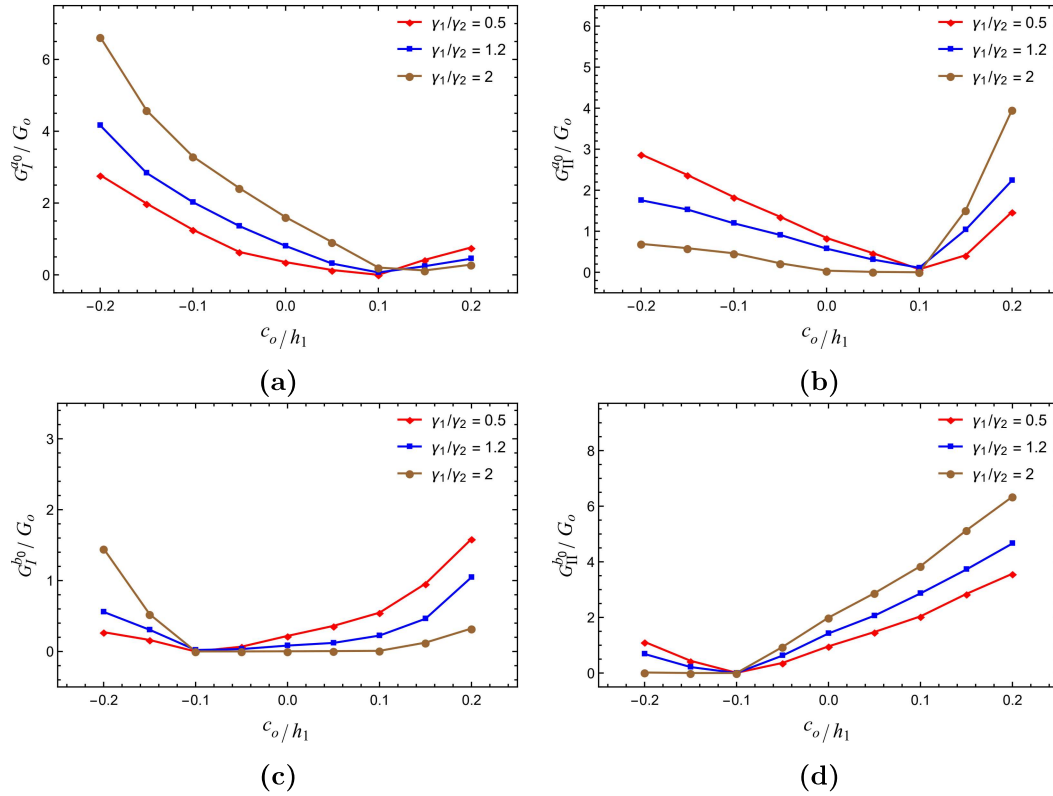 G_I^{a_0} / G_o
6
4
2
0
γ1/γ2 = 0.5
γ1/γ2 = 1.2
γ1/γ2 = 2
−0.2 −0.1 0.0 0.1 0.2
c_o/h_1
(a)
G_II^{a_0} / G_o
6
5
4
3
2
1
0
γ1/γ2 = 0.5
γ1/γ2 = 1.2
γ1/γ2 = 2
−0.2 −0.1 0.0 0.1 0.2
c_o/h_1
(b)
G_I^{b_0} / G_o
3
2
1
0
γ1/γ2 = 0.5
γ1/γ2 = 1.2
γ1/γ2 = 2
−0.2 −0.1 0.0 0.1 0.2
c_o/h_1
(c)
G_II^{b_0} / G_o
8
6
4
2
0
γ1/γ2 = 0.5
γ1/γ2 = 1.2
γ1/γ2 = 2
−0.2 −0.1 0.0 0.1 0.2
c_o/h_1
(d)